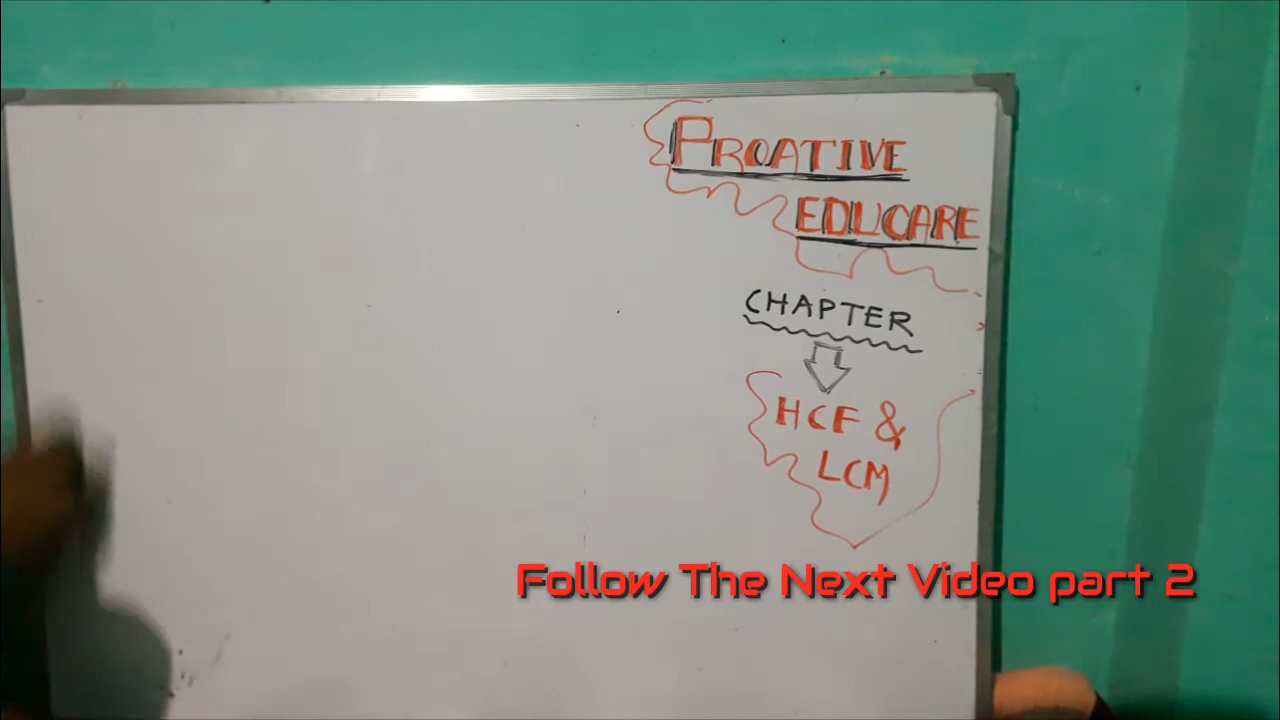 PROATIVE
EDUCARE
CHAPTER
HCF &
LCM
Follow The Next Video part 2